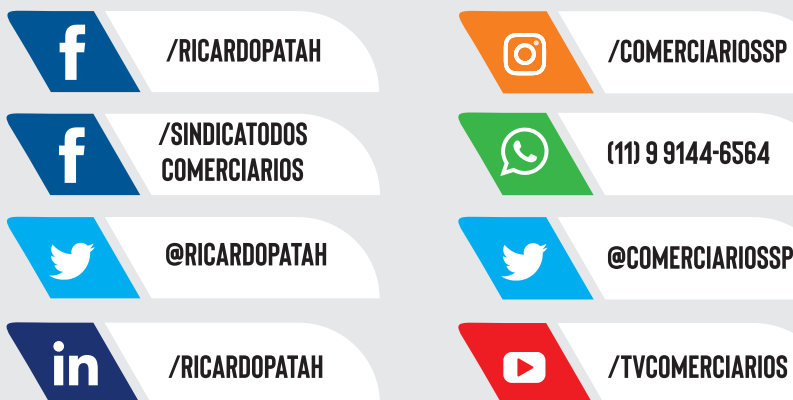 /RICARDOPATAH
/SINDICATODOS
COMERCIARIOS
@RICARDOPATAH
/RICARDOPATAH
/COMERCIARIOSSP
(11) 9 9144-6564
@COMERCIARIOSSP
/TVCOMERCIARIOS